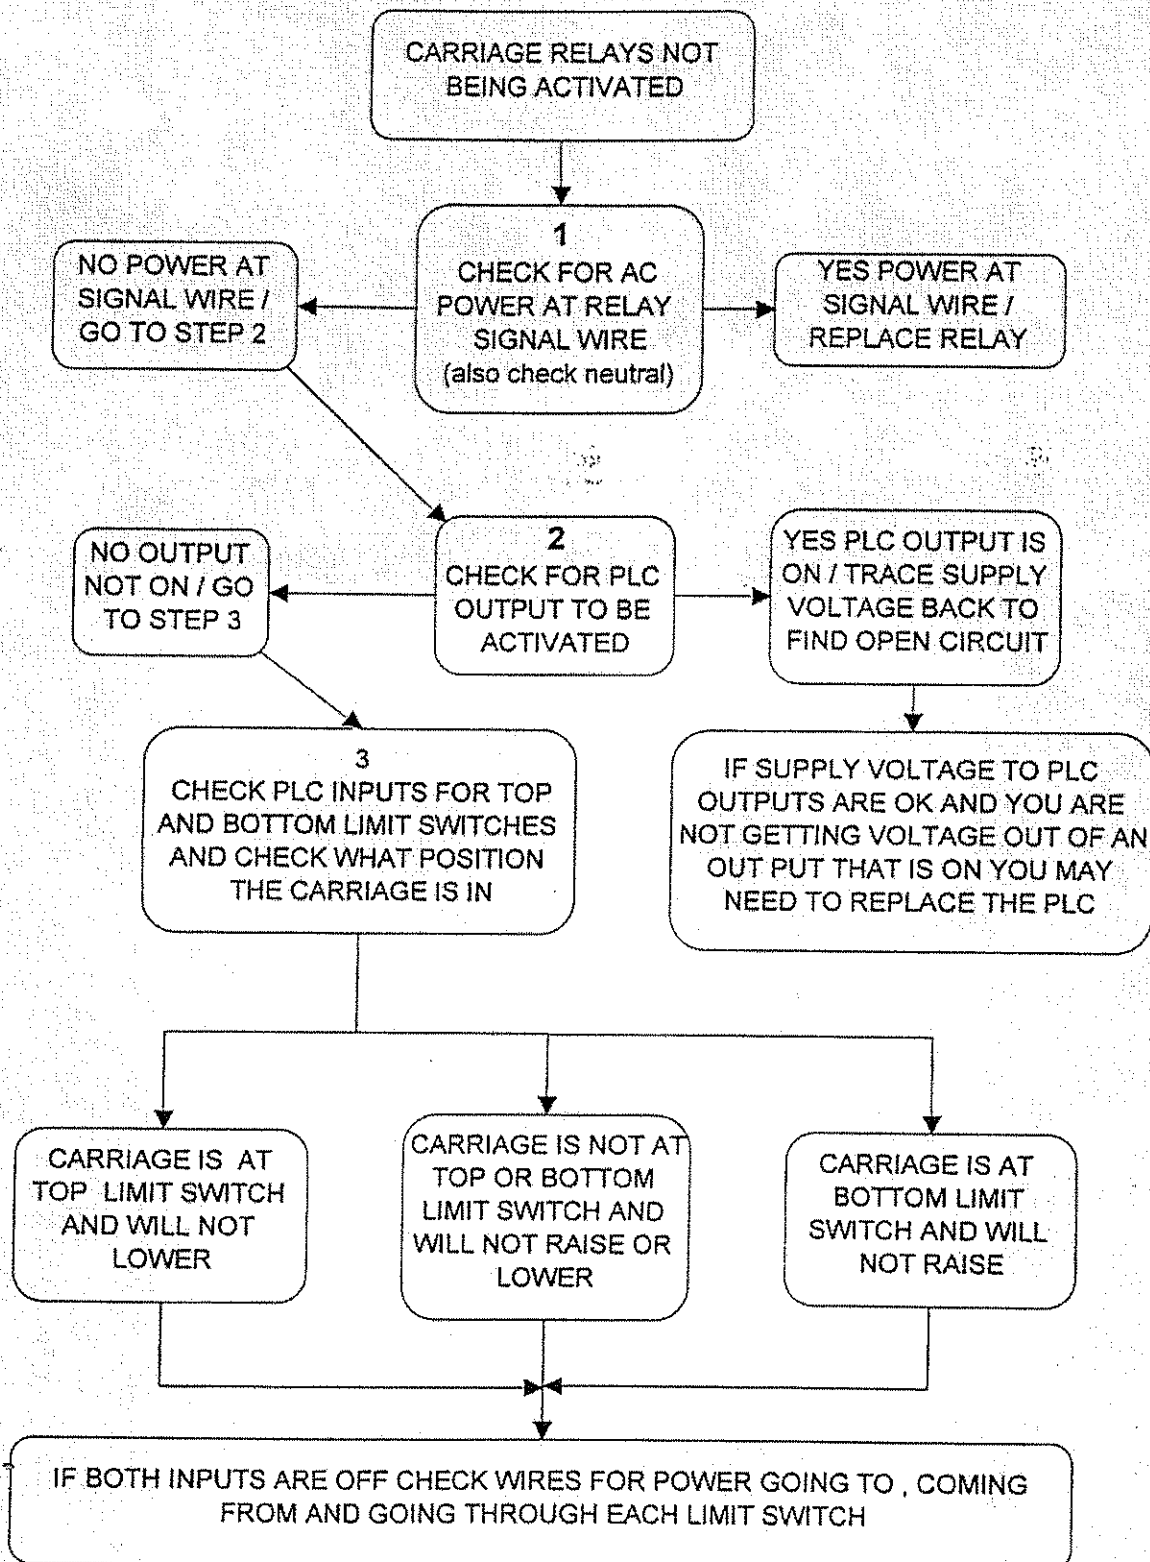 CARRIAGE RELAYS NOT
BEING ACTIVATED
1
CHECK FOR AC
POWER AT RELAY
SIGNAL WIRE
(also check neutral)
NO POWER AT
SIGNAL WIRE /
GO TO STEP 2
YES POWER AT
SIGNAL WIRE /
REPLACE RELAY
2
CHECK FOR PLC
OUTPUT TO BE
ACTIVATED
NO OUTPUT
NOT ON / GO
TO STEP 3
YES PLC OUTPUT IS
ON / TRACE SUPPLY
VOLTAGE BACK TO
FIND OPEN CIRCUIT
3
CHECK PLC INPUTS FOR TOP
AND BOTTOM LIMIT SWITCHES
AND CHECK WHAT POSITION
THE CARRIAGE IS IN
IF SUPPLY VOLTAGE TO PLC
OUTPUTS ARE OK AND YOU ARE
NOT GETTING VOLTAGE OUT OF AN
OUT PUT THAT IS ON YOU MAY
NEED TO REPLACE THE PLC
CARRIAGE IS AT
TOP LIMIT SWITCH
AND WILL NOT
LOWER
CARRIAGE IS NOT AT
TOP OR BOTTOM
LIMIT SWITCH AND
WILL NOT RAISE OR
LOWER
CARRIAGE IS AT
BOTTOM LIMIT
SWITCH AND WILL
NOT RAISE
IF BOTH INPUTS ARE OFF CHECK WIRES FOR POWER GOING TO , COMING
FROM AND GOING THROUGH EACH LIMIT SWITCH